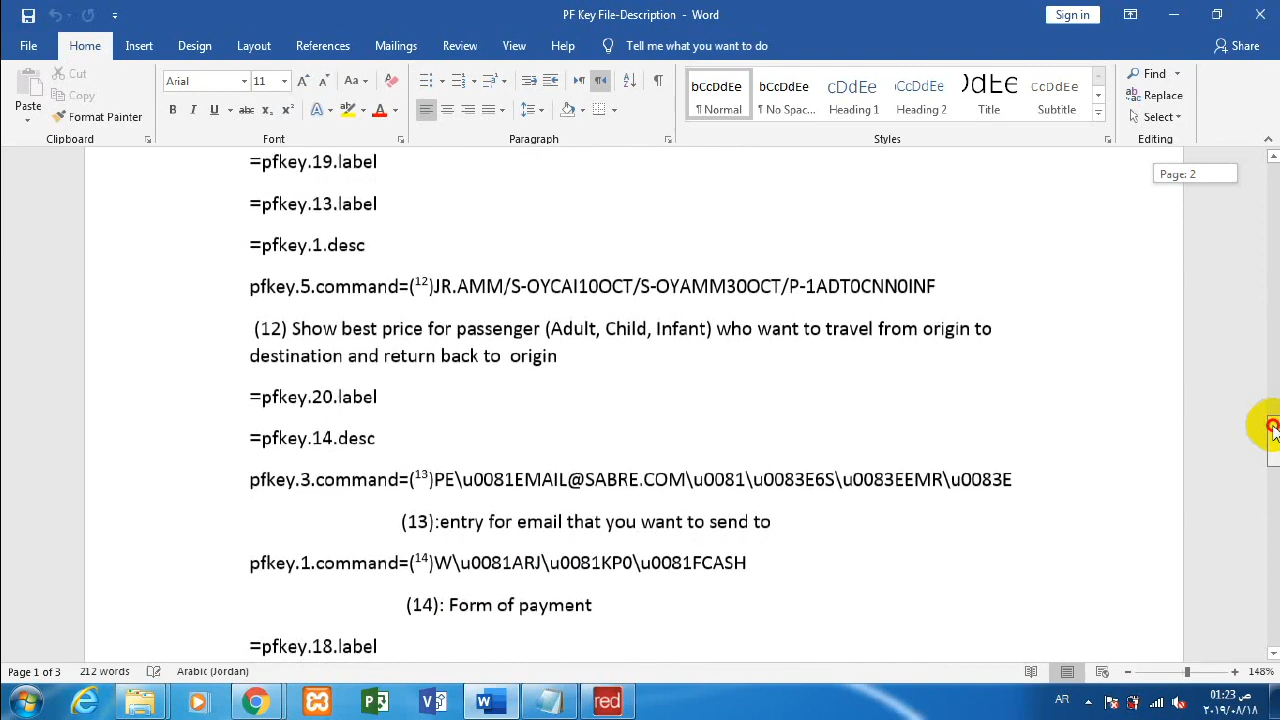 PF Key File-Description - Word
Sign in
File Home Insert Design Layout References Mailings Review View Help Tell me what you want to do Share
Paste
Cut
Copy
Format Painter
Clipboard
Arial 11
Font
Paragraph
bCcDdEe bCcDdEe cDdEe cCcDdEe bDdEe cDdEe
¶ Normal ¶ No Spac... Heading 1 Heading 2 Title Subtitle
Styles
Find
Replace
Select
Editing
Page: 2
=pfkey.19.label
=pfkey.13.label
=pfkey.1.desc
pfkey.5.command=(12)JR.AMM/S-OYCAI10OCT/S-OYAMM30OCT/P-1ADT0CNN0INF
(12) Show best price for passenger (Adult, Child, Infant) who want to travel from origin to
destination and return back to origin
=pfkey.20.label
=pfkey.14.desc
pfkey.3.command=(13)PE\u0081EMAIL@SABRE.COM\u0081\u0083E6S\u0083EEMR\u0083E
(13):entry for email that you want to send to
pfkey.1.command=(14)W\u0081ARJ\u0081KP0\u0081FCASH
(14): Form of payment
=pfkey.18.label
Page 1 of 3 212 words Arabic (Jordan) 148%
red
AR
01:23 ص
٢٠١٩/٠٨/١٨